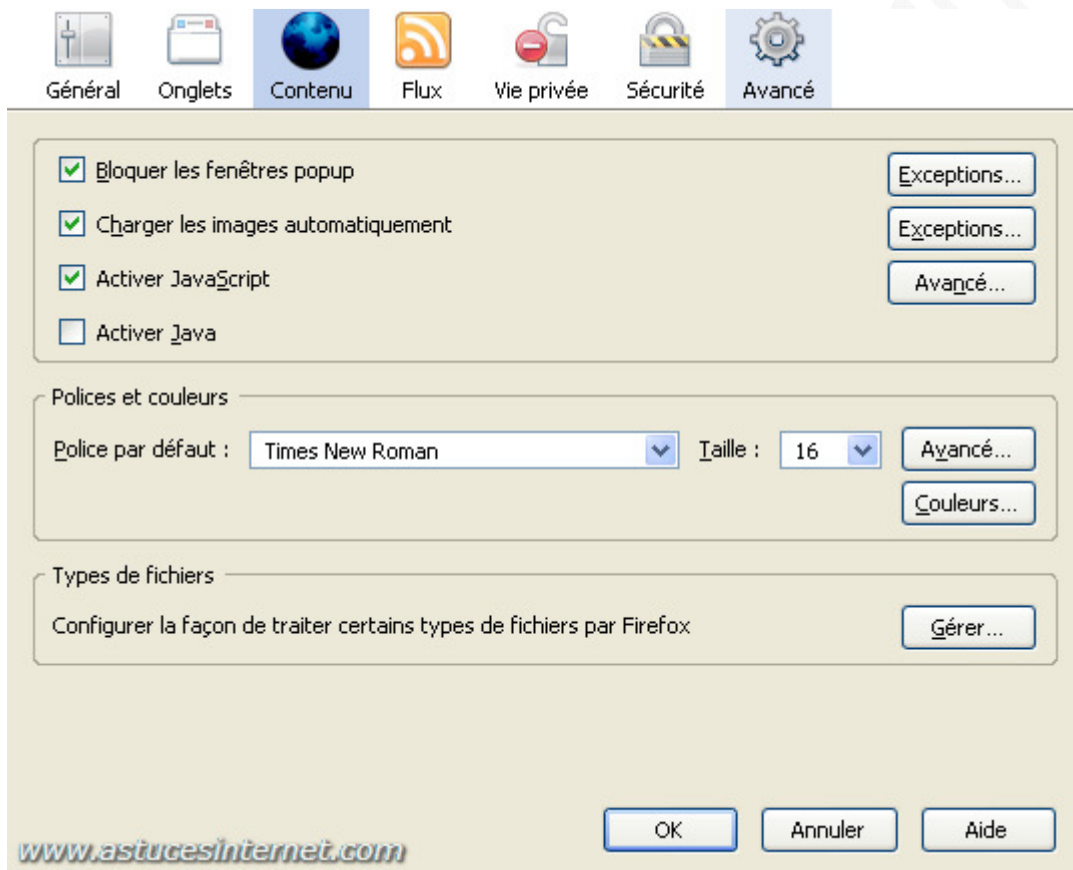 Général Onglets Contenu Flux Vie privée Sécurité Avancé
Bloquer les fenêtres popup Exceptions...
Charger les images automatiquement Exceptions...
Activer JavaScript Avancé...
Activer Java
Polices et couleurs
Police par défaut : Times New Roman Taille : 16 Avancé...
Couleurs...
Types de fichiers
Configurer la façon de traiter certains types de fichiers par Firefox Gérer...
OK Annuler Aide
www.astucesinternet.com